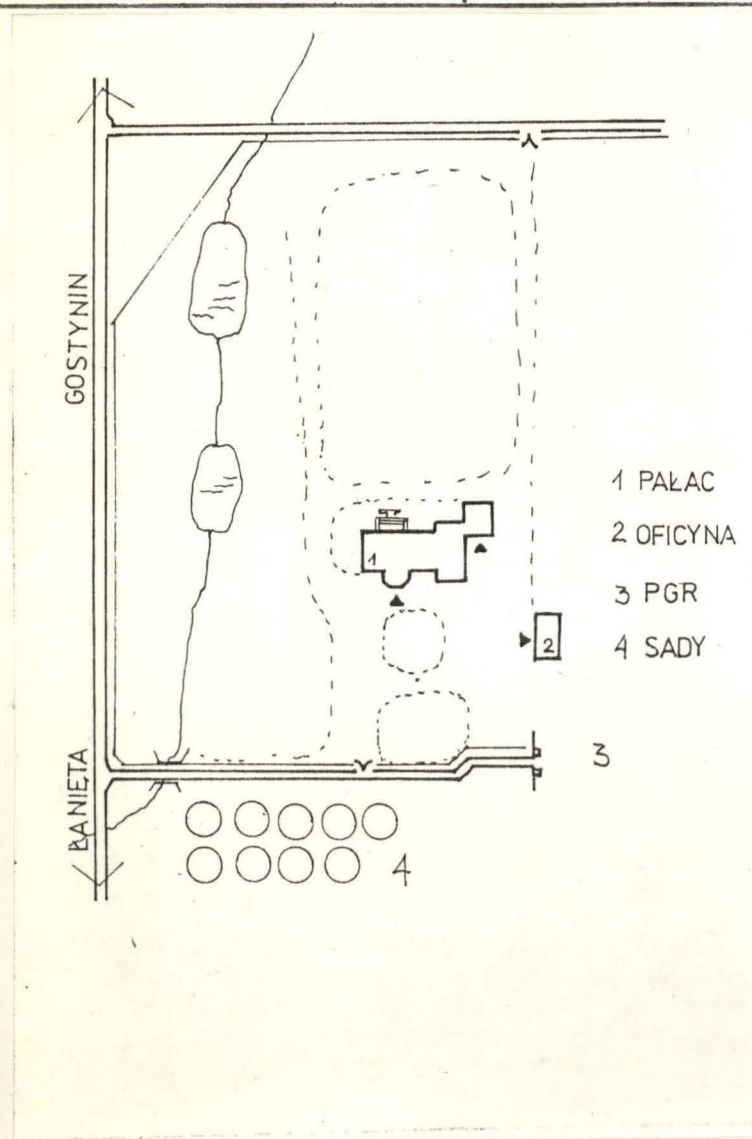 GOSTYNIN
ŁANIĘTA
1
2
3
4
1 PAŁAC
2 OFICYNA
3 PGR
4 SADY